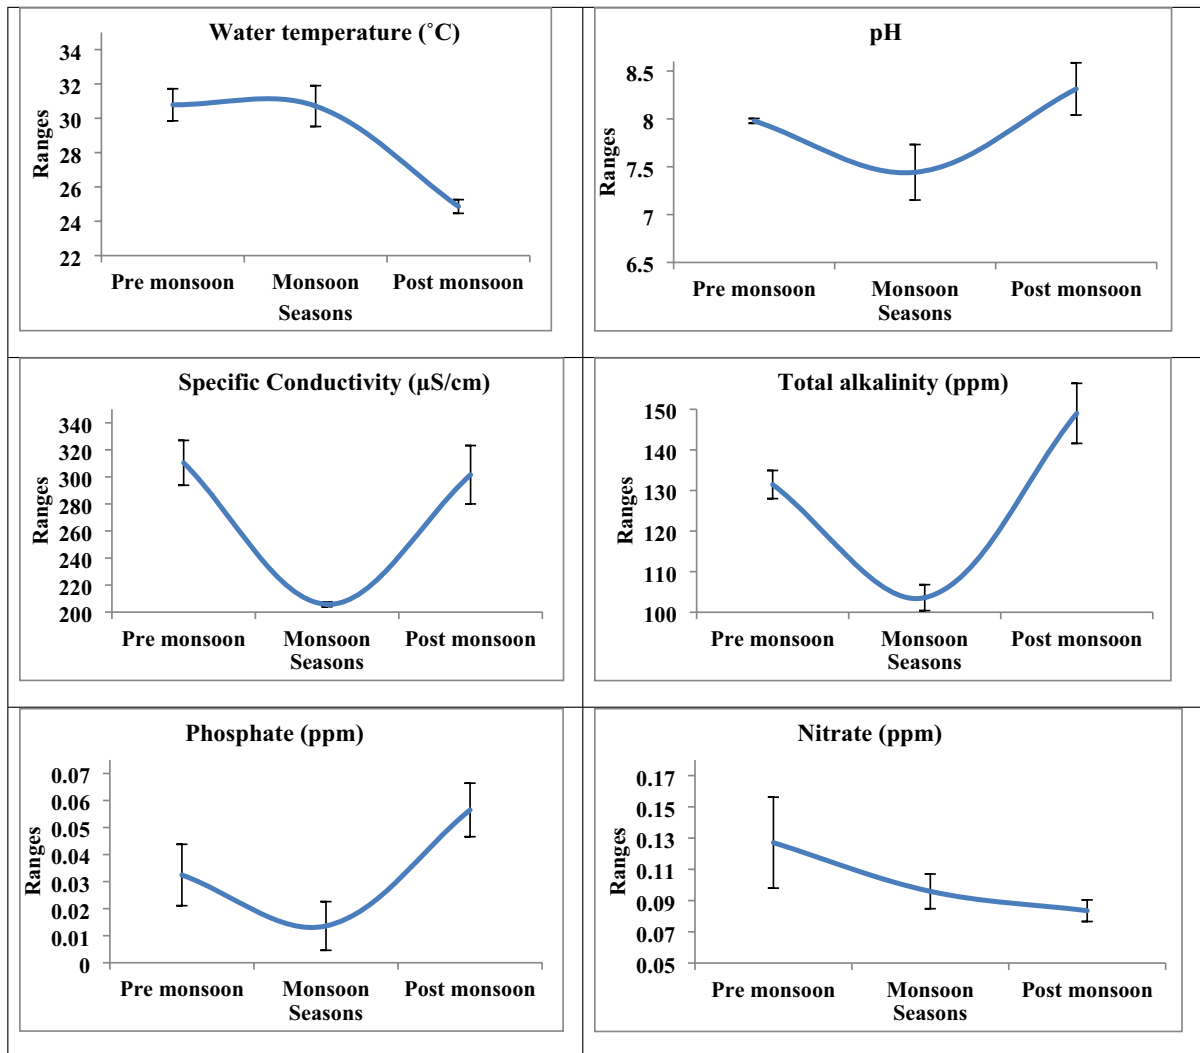 Water temperature (˚C)
34
32
30
28
26
24
22
Ranges
Pre monsoon Monsoon Post monsoon
Seasons
pH
8.5
8
7.5
7
6.5
Ranges
Pre monsoon Monsoon Post monsoon
Seasons
Specific Conductivity (µS/cm)
340
320
300
280
260
240
220
200
Ranges
Pre monsoon Monsoon Post monsoon
Seasons
Total alkalinity (ppm)
150
140
130
120
110
100
Ranges
Pre monsoon Monsoon Post monsoon
Seasons
Phosphate (ppm)
0.07
0.06
0.05
0.04
0.03
0.02
0.01
0
Ranges
Pre monsoon Monsoon Post monsoon
Seasons
Nitrate (ppm)
0.17
0.15
0.13
0.11
0.09
0.07
0.05
Ranges
Pre monsoon Monsoon Post monsoon
Seasons